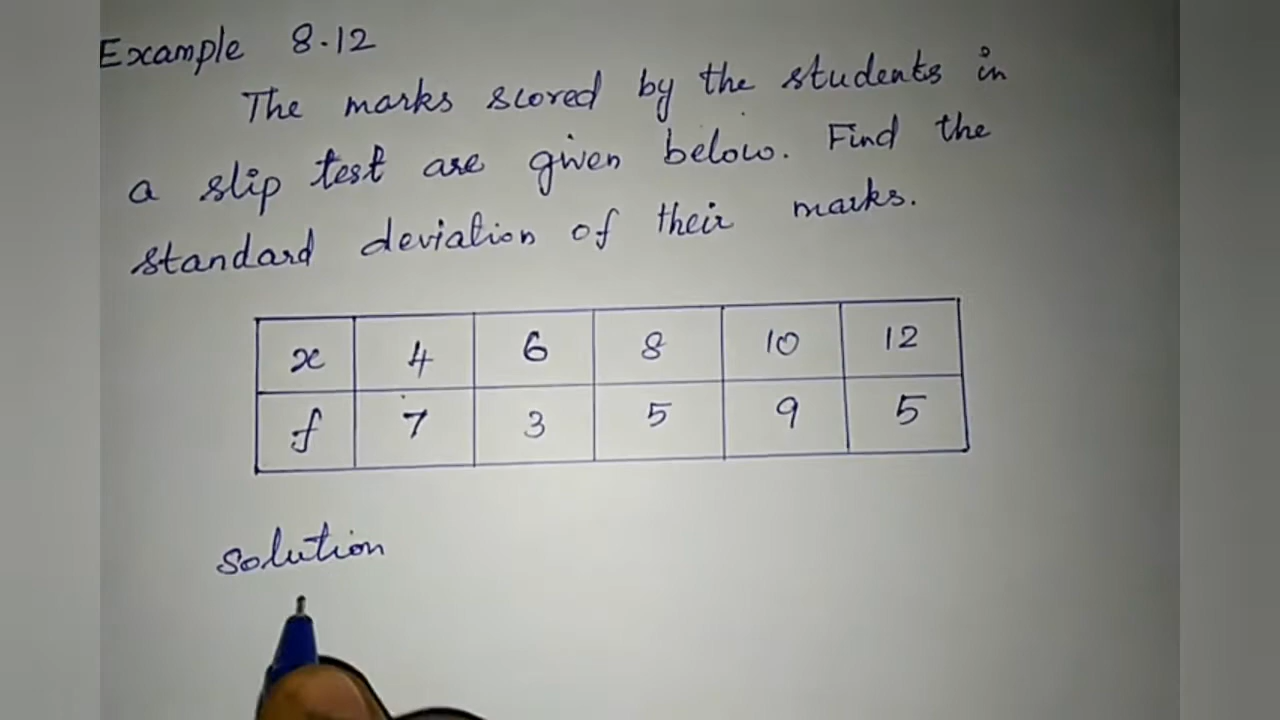 Example 8.12
The marks scored by the students in
a slip test are given below. Find the
standard deviation of their marks.
x 4 6 8 10 12
f 7 3 5 9 5
Solution